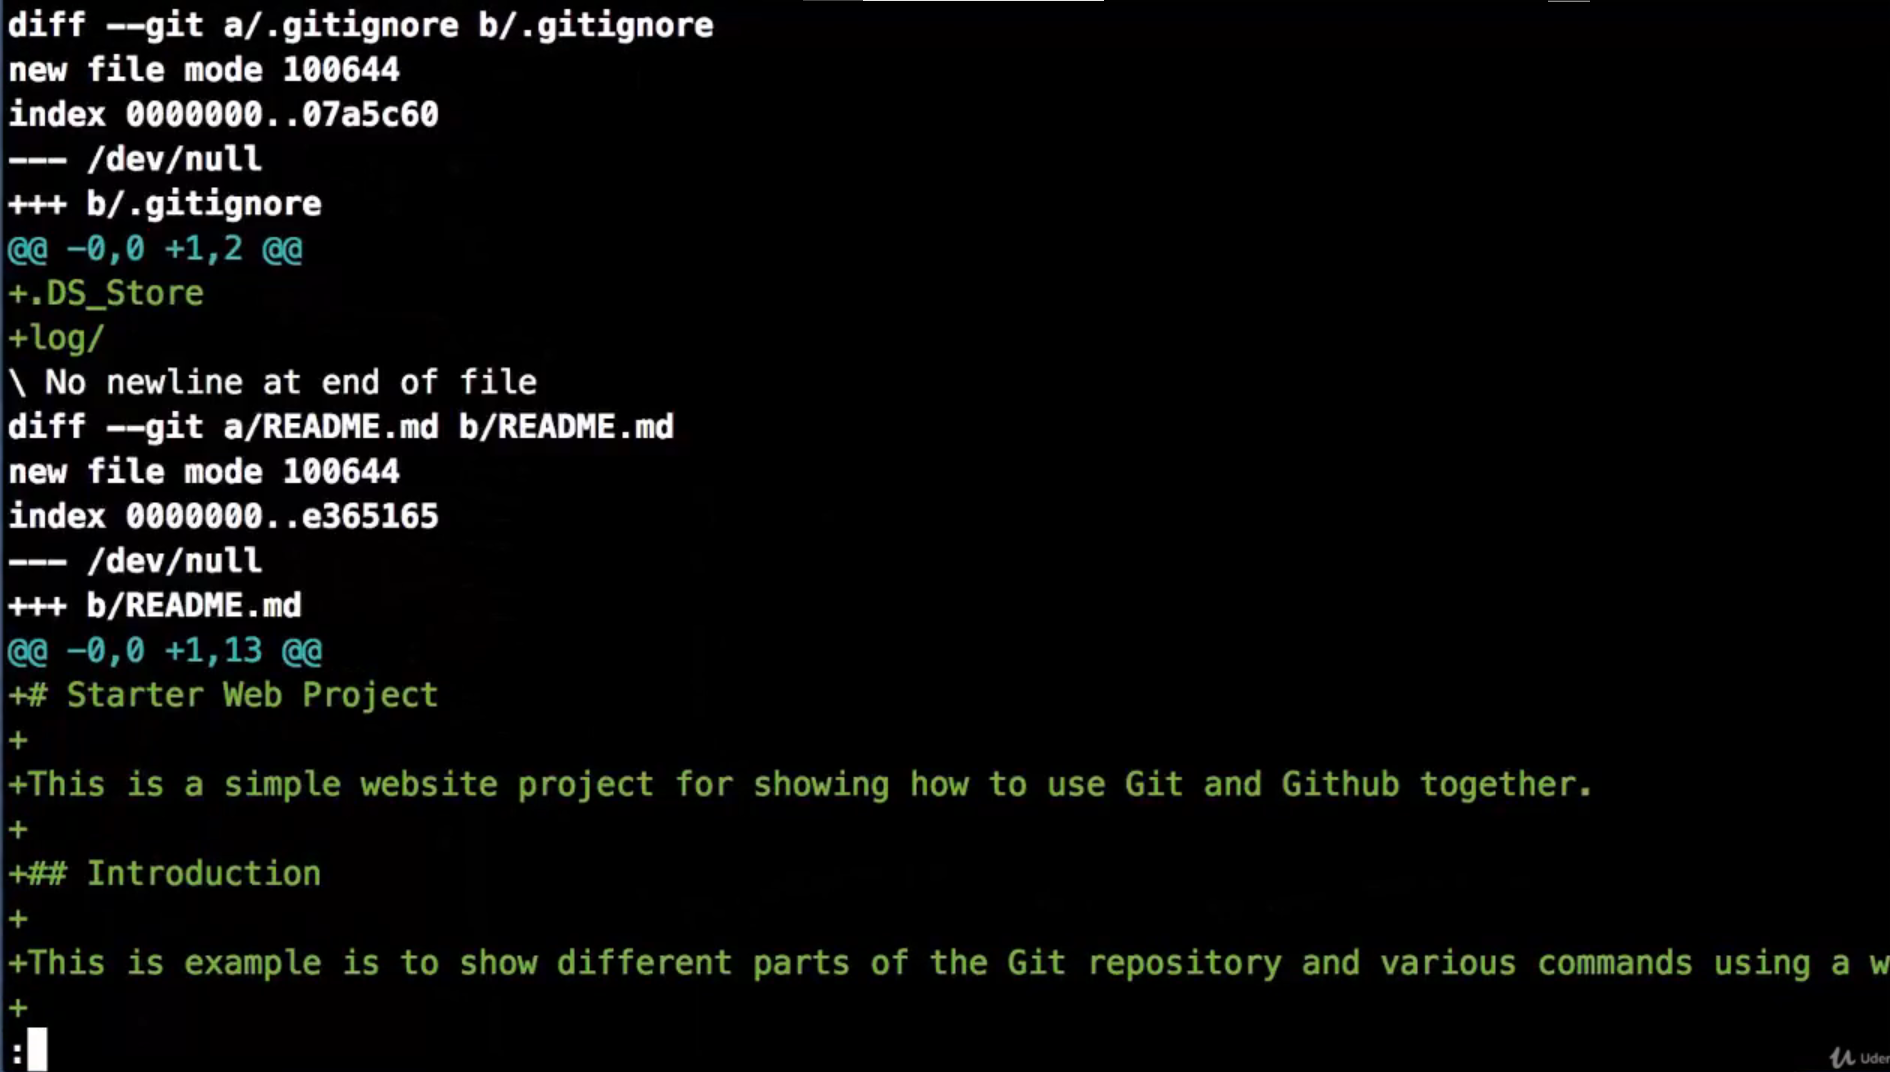 diff --git a/.gitignore b/.gitignore
new file mode 100644
index 0000000..07a5c60
--- /dev/null
+++ b/.gitignore
@@ -0,0 +1,2 @@
+.DS_Store
+log/
\ No newline at end of file
diff --git a/README.md b/README.md
new file mode 100644
index 0000000..e365165
--- /dev/null
+++ b/README.md
@@ -0,0 +1,13 @@
+# Starter Web Project
+
+This is a simple website project for showing how to use Git and Github together.
+
+## Introduction
+
+This is example is to show different parts of the Git repository and various commands using a w
+
: